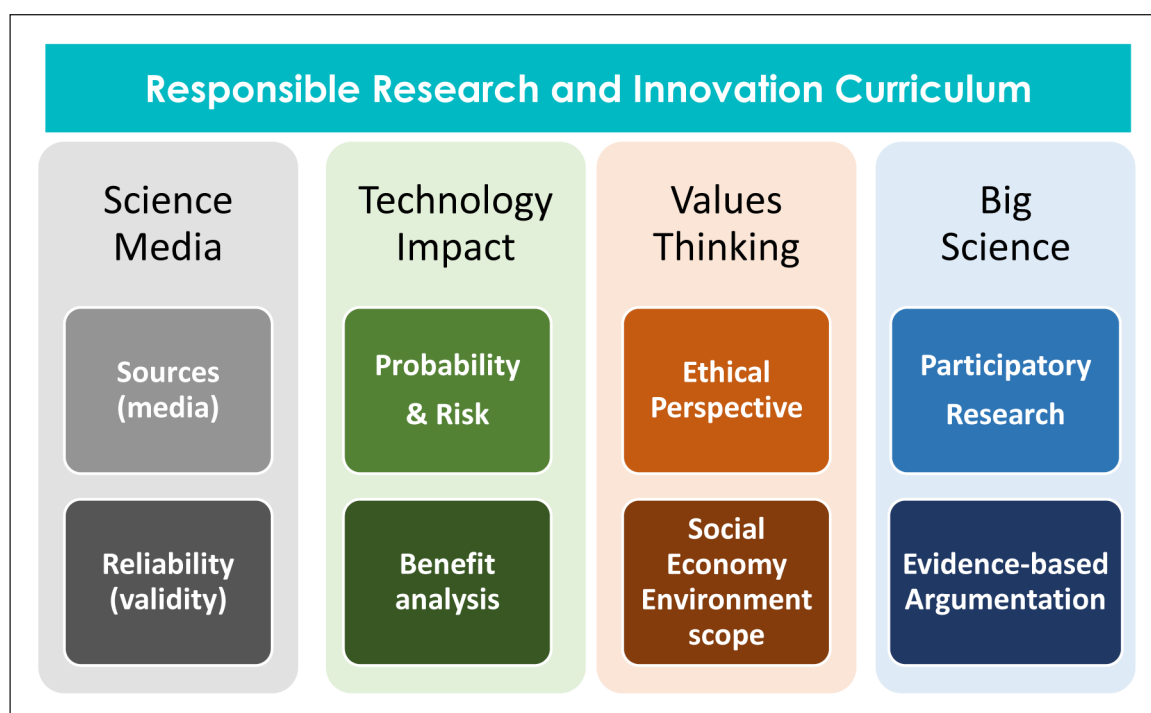 Responsible Research and Innovation Curriculum
Science
Media
Sources
(media)
Reliability
(validity)
Technology
Impact
Probability
& Risk
Benefit
analysis
Values
Thinking
Ethical
Perspective
Social
Economy
Environment
scope
Big
Science
Participatory
Research
Evidence-based
Argumentation